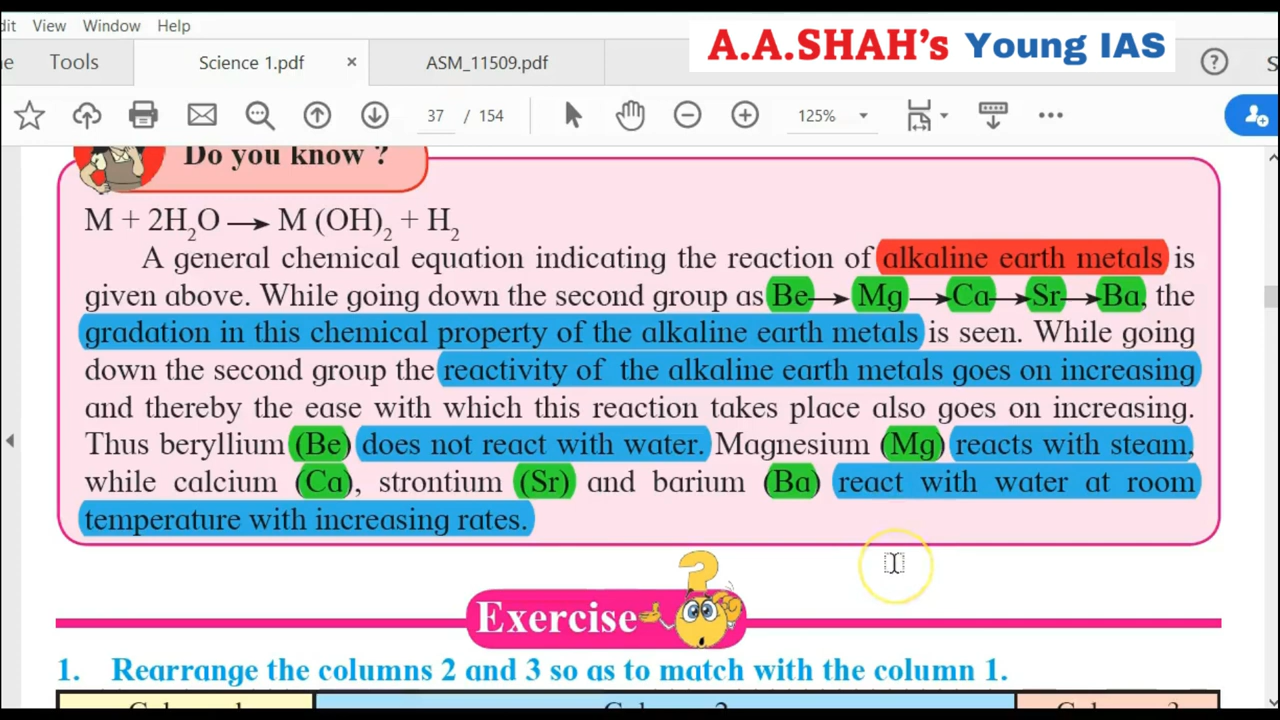 dit View Window Help
A.A.SHAH's Young IAS
Tools Science 1.pdf × ASM_11509.pdf ?
37 / 154 125%
Do you know ?
M + 2H₂O → M (OH)₂ + H₂
A general chemical equation indicating the reaction of alkaline earth metals is
given above. While going down the second group as Be→Mg→Ca→Sr→Ba, the
gradation in this chemical property of the alkaline earth metals is seen. While going
down the second group the reactivity of the alkaline earth metals goes on increasing
and thereby the ease with which this reaction takes place also goes on increasing.
Thus beryllium (Be) does not react with water. Magnesium (Mg) reacts with steam,
while calcium (Ca), strontium (Sr) and barium (Ba) react with water at room
temperature with increasing rates.
?
Exercise
1. Rearrange the columns 2 and 3 so as to match with the column 1.